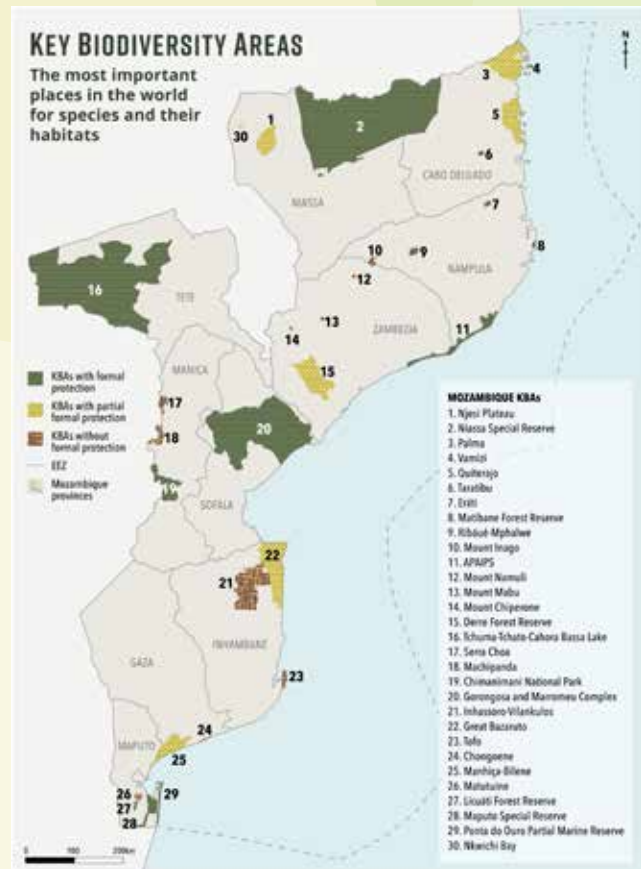 KEY BIODIVERSITY AREAS
The most important
places in the world
for species and their
habitats
N
3
4
1
30
2
5
6
CABO DELGADO
NIASSA
7
10
9
8
NAMPULA
12
16
TETE
13
ZAMBEZIA
14
11
MANICA
15
KBAs with formal
protection
KBAs with partial
formal protection
KBAs without
formal protection
EEZ
Mozambique
provinces
17
18
20
19
SOFALA
22
21
INHAMBANE
GAZA
23
24
MAPUTO
25
26
29
27
28
0 100 200km
MOZAMBIQUE KBAs
1. Njesi Plateau
2. Niassa Special Reserve
3. Palma
4. Vamizi
5. Quiterajo
6. Taratibu
7. Eráti
8. Matibane Forest Reserve
9. Ribáuè-Mphalwe
10. Mount Inago
11. APAIPS
12. Mount Namuli
13. Mount Mabu
14. Mount Chiperone
15. Derre Forest Reserve
16. Tchuma-Tchato-Cahora Bassa Lake
17. Serra Choa
18. Machipanda
19. Chimanimani National Park
20. Gorongosa and Marromeu Complex
21. Inhassoro-Vilankulos
22. Great Bazaruto
23. Tofo
24. Chongoene
25. Manhiça-Bilene
26. Matutuine
27. Licuáti Forest Reserve
28. Maputo Special Reserve
29. Ponta do Ouro Partial Marine Reserve
30. Nkwichi Bay